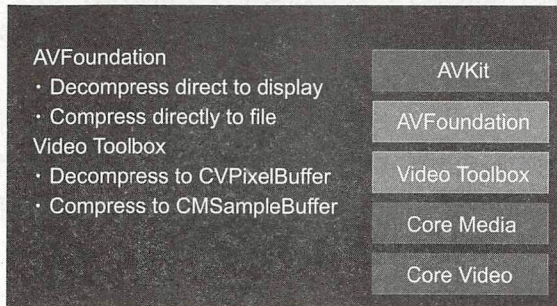 AVFoundation
· Decompress direct to display
· Compress directly to file
Video Toolbox
· Decompress to CVPixelBuffer
· Compress to CMSampleBuffer
AVKit
AVFoundation
Video Toolbox
Core Media
Core Video